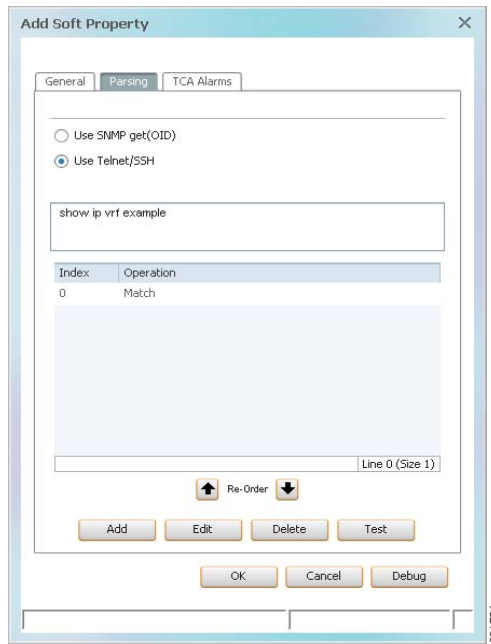 Add Soft Property
General Parsing TCA Alarms
Use SNMP get(OID)
Use Telnet/SSH
show ip vrf example
Index Operation
0 Match
Line 0 (Size 1)
Re-Order
Add Edit Delete Test
OK Cancel Debug